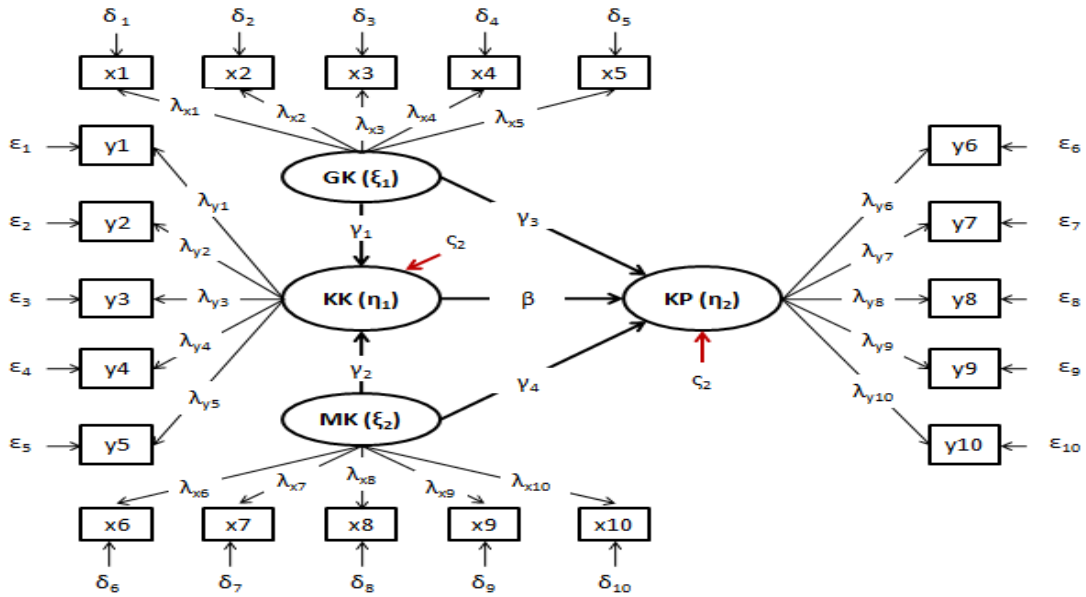 δ 1 δ2 δ3 δ4 δ5
x1 x2 x3 x4 x5
λx1 λx2 λx3 λx4 λx5
ε1 y1 y6 ε6
GK (ξ1)
λy1 λy6
ε2 y2 γ3 y7 ε7
γ1
λy2 ς2 λy7
ε3 y3 λy3 KK (η1) β KP (η2) λy8 y8 ε8
λy4 λy9
ε4 y4 γ2 y9 ε9
γ4 ς2
λy5 λy10
MK (ξ2)
ε5 y5 y10 ε10
λx6 λx7 λx8 λx9 λx10
x6 x7 x8 x9 x10
δ6 δ7 δ8 δ9 δ10